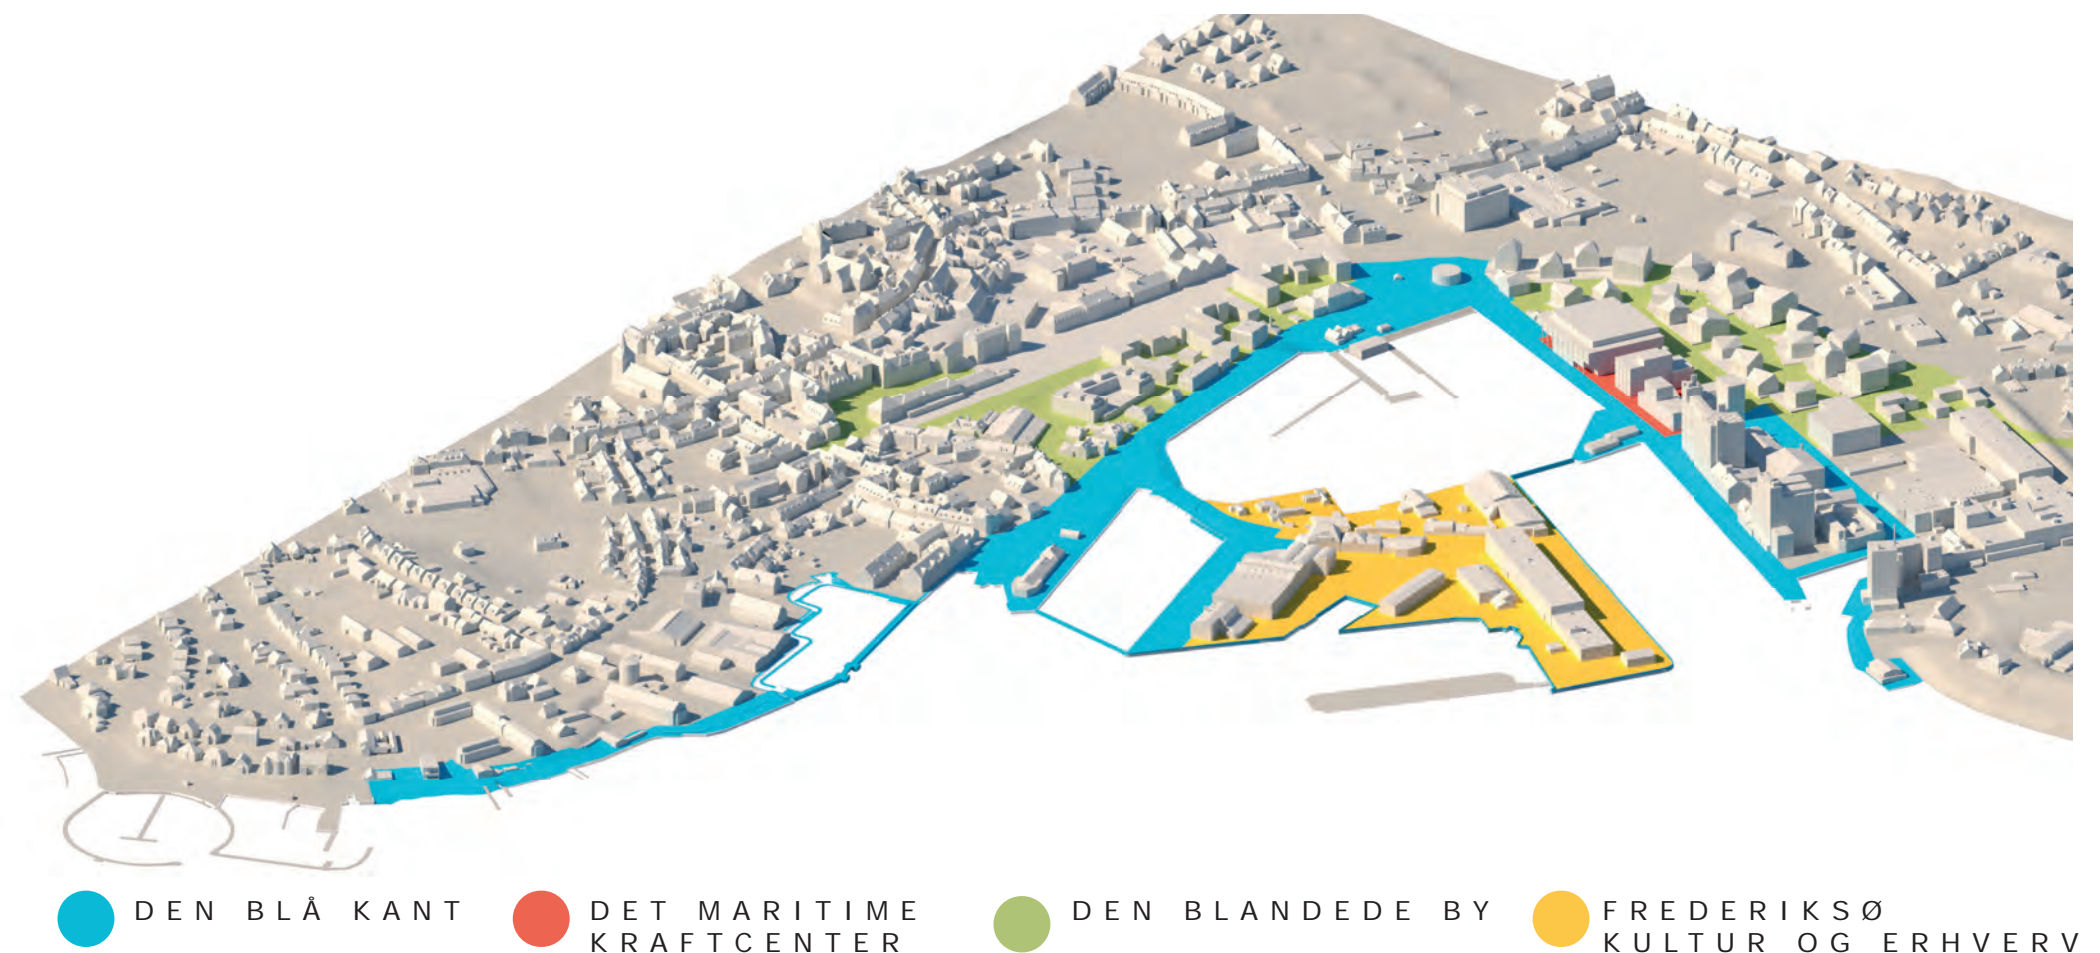 DEN BLÅ KANT
DET MARITIME
KRAFTCENTER
DEN BLANDEDE BY
FREDERIKSØ
KULTUR OG ERHVERV